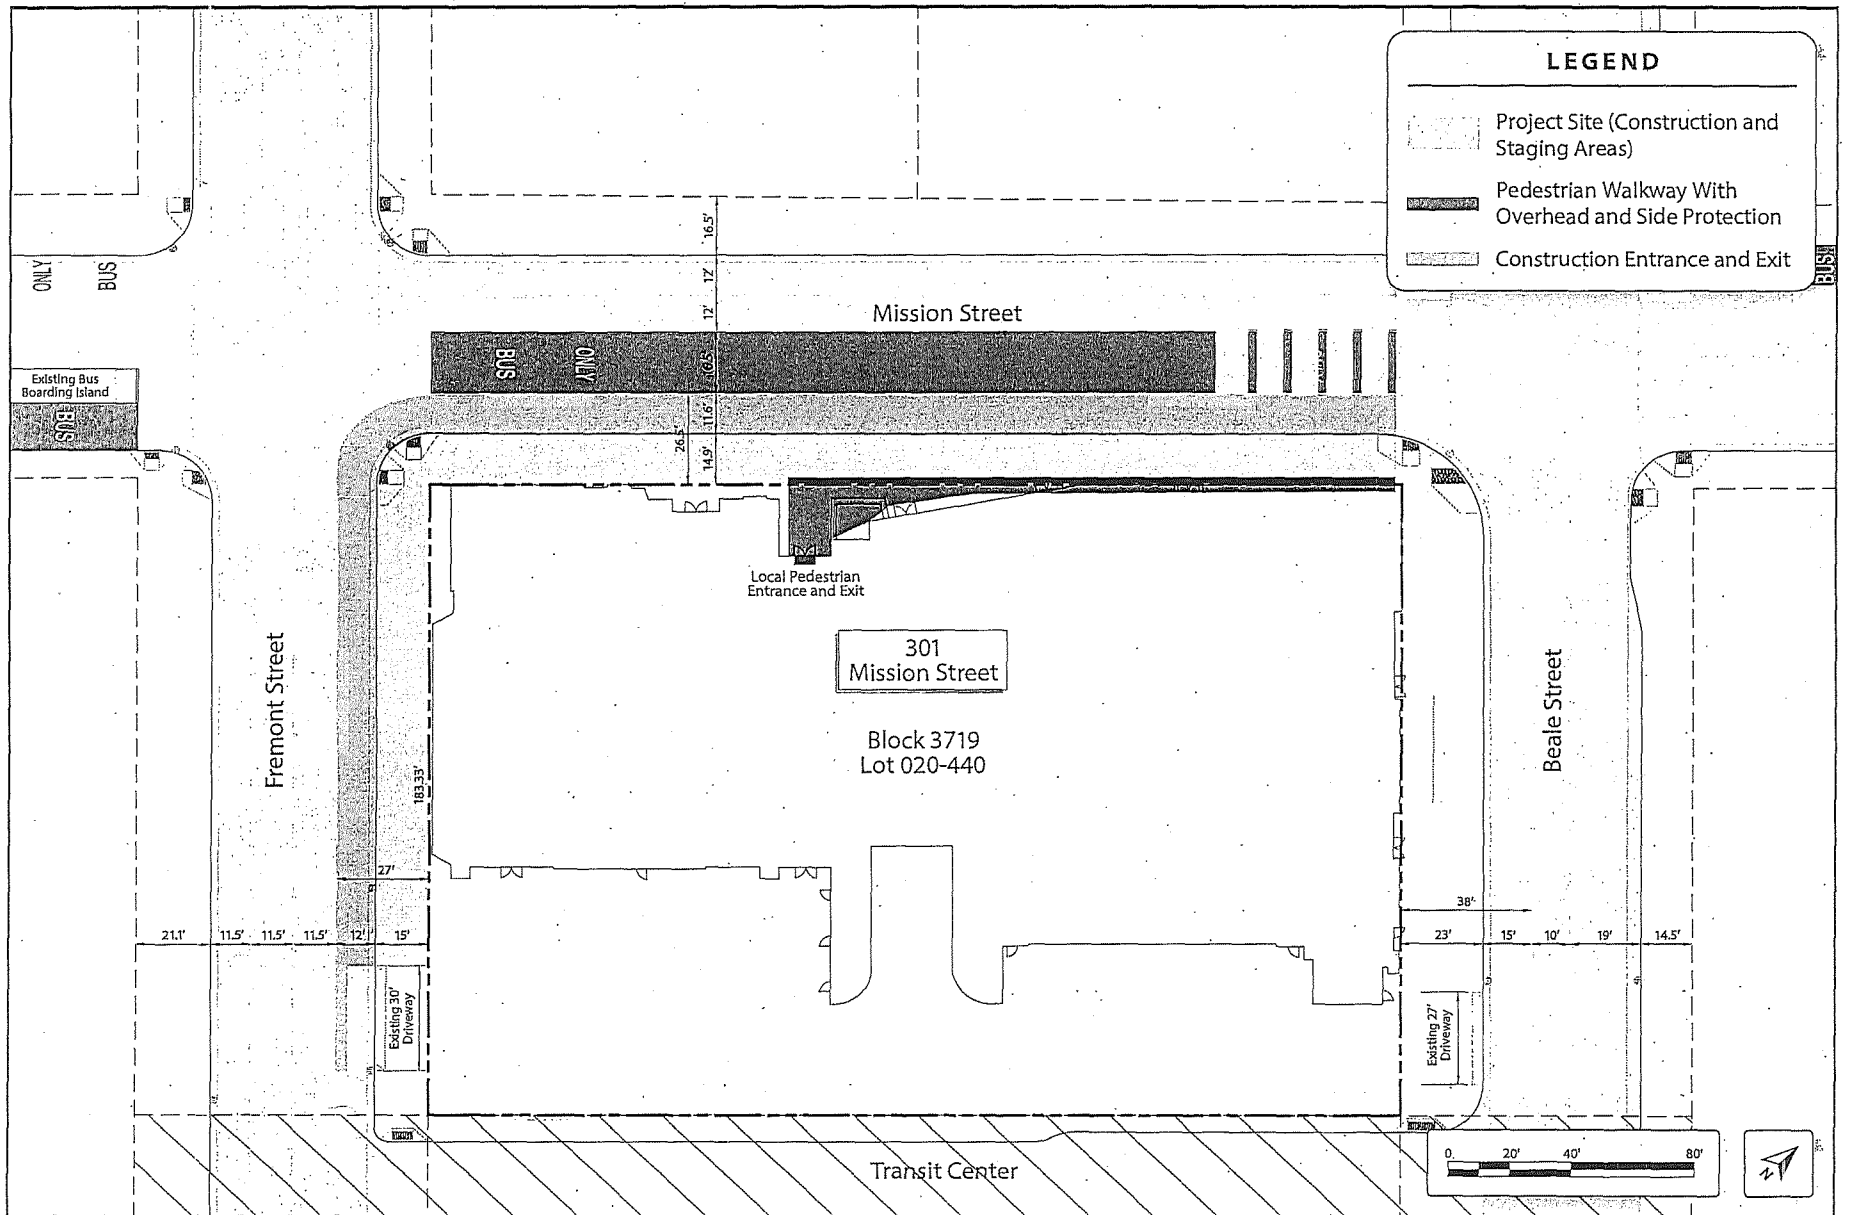 LEGEND
Project Site (Construction and
Staging Areas)
Pedestrian Walkway With
Overhead and Side Protection
Construction Entrance and Exit
ONLY
BUS
16.5'
12'
12'
Mission Street
BUS
BUS
ONLY
Existing Bus
Boarding Island
BUS
11.6'
26.5'
14.9'
Local Pedestrian
Entrance and Exit
301
Mission Street
Block 3719
Lot 020-440
Fremont Street
Beale Street
183.33'
27'
38'
21.1'
11.5'
11.5'
11.5'
12'
15'
23'
15'
10'
19'
14.5'
Existing 30'
Driveway
Existing 27'
Driveway
Transit Center
0
20'
40'
80'
N